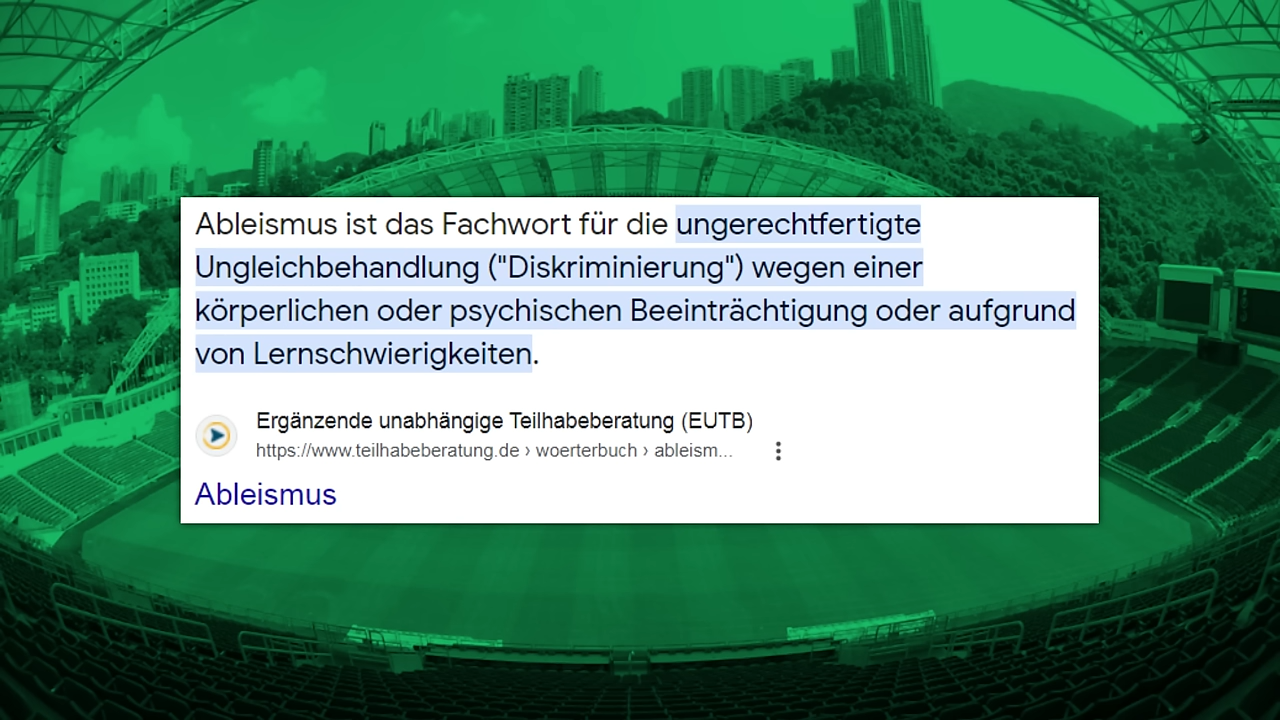 Ableismus ist das Fachwort für die ungerechtfertigte
Ungleichbehandlung ("Diskriminierung") wegen einer
körperlichen oder psychischen Beeinträchtigung oder aufgrund
von Lernschwierigkeiten.
Ergänzende unabhängige Teilhabeberatung (EUTB)
https://www.teilhabeberatung.de › woerterbuch › ableism...
Ableismus